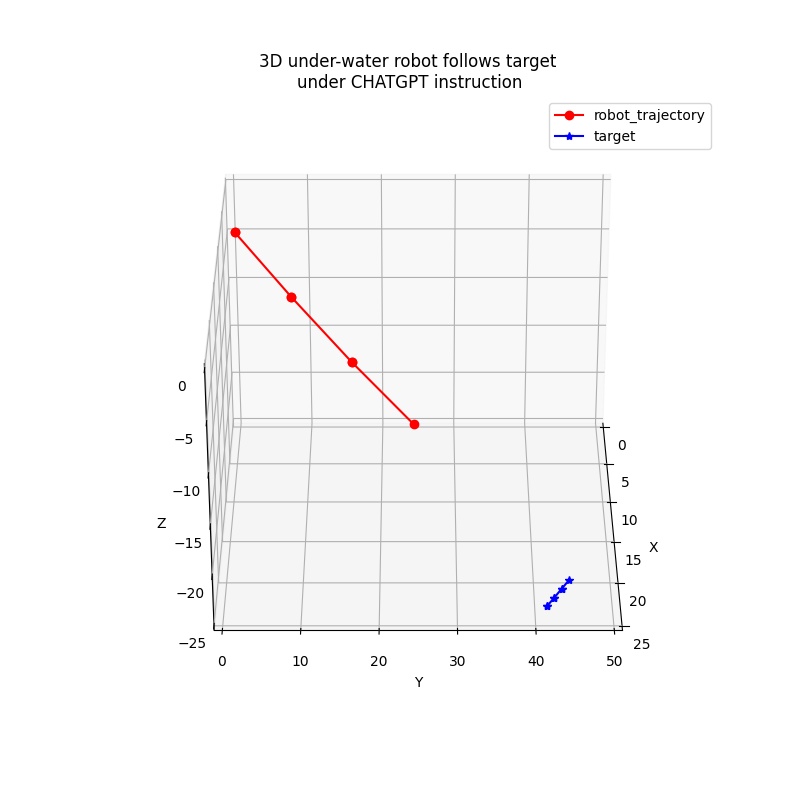 3D under-water robot follows target
under CHATGPT instruction
robot_trajectory
target
0
−5
−10
−15
−20
−25
Z
0
5
10
15
20
25
X
0
10
20
30
40
50
Y